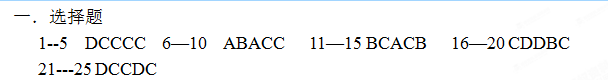 一．选择题
1--5 DCCCC 6—10 ABACC 11—15 BCACB 16—20 CDDBC
21---25 DCCDC